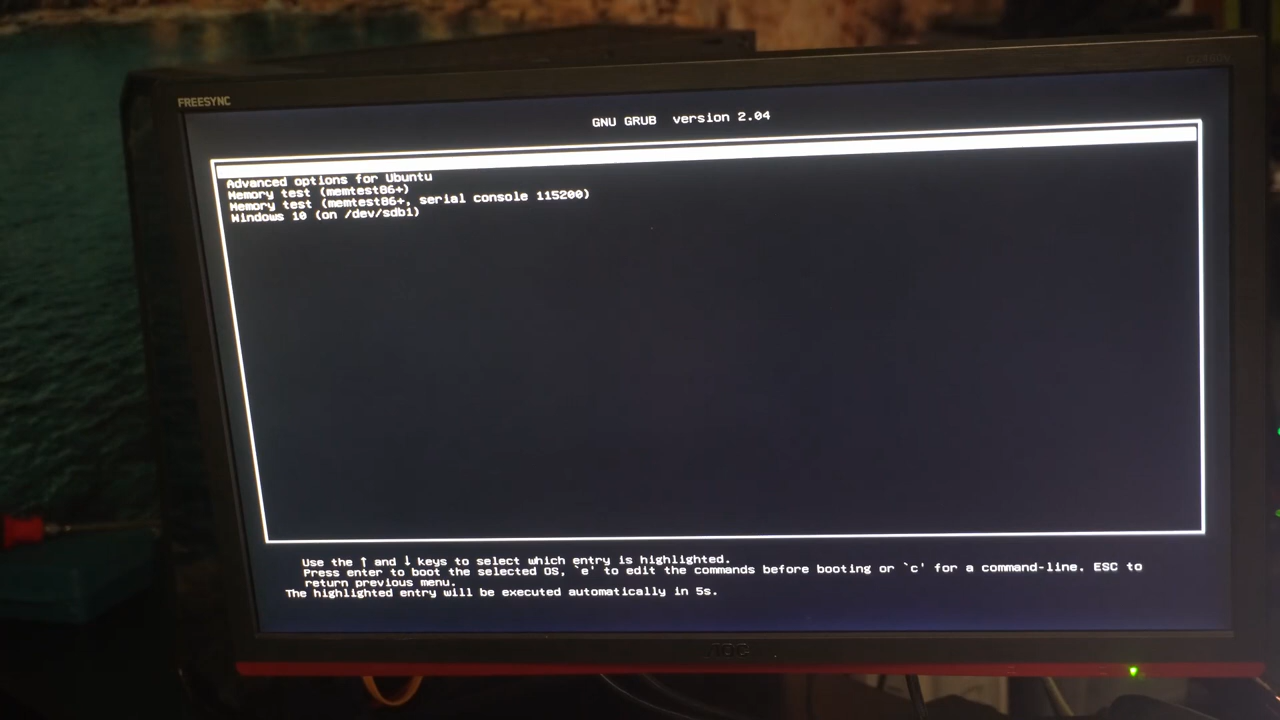 FREESYNC
GNU GRUB version 2.04
Advanced options for Ubuntu
Memory test (memtest86+)
Memory test (memtest86+, serial console 115200)
Windows 10 (on /dev/sdb1)
Use the ↑ and ↓ keys to select which entry is highlighted.
Press enter to boot the selected OS, `e' to edit the commands before booting or `c' for a command-line. ESC to
return previous menu.
The highlighted entry will be executed automatically in 5s.
AOC